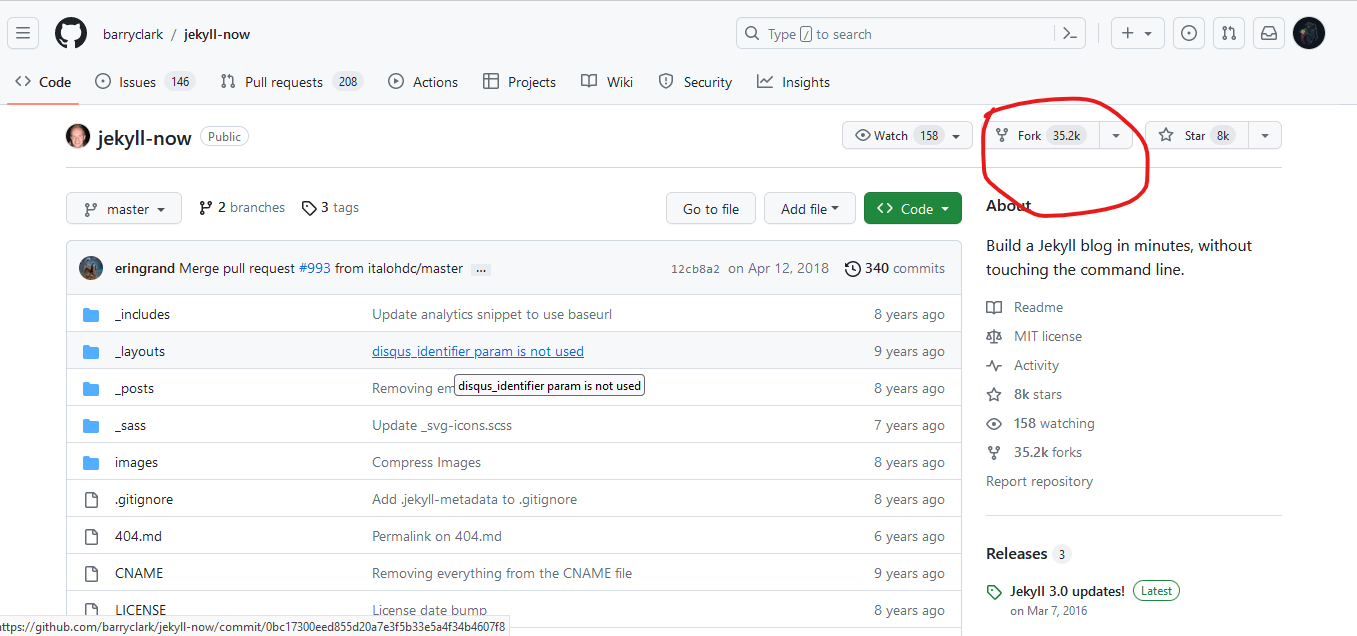 barryclark / jekyll-now
Type / to search
Code Issues 146 Pull requests 208 Actions Projects Wiki Security Insights
jekyll-now Public
Watch 158 Fork 35.2k Star 8k
master 2 branches 3 tags Go to file Add file Code
eringrand Merge pull request #993 from italohdc/master ... 12cb8a2 on Apr 12, 2018 340 commits
_includes Update analytics snippet to use baseurl 8 years ago
_layouts disqus_identifier param is not used 9 years ago
_posts Removing em 8 years ago
disqus_identifier param is not used
_sass Update _svg-icons.scss 7 years ago
images Compress Images 8 years ago
.gitignore Add .jekyll-metadata to .gitignore 8 years ago
404.md Permalink on 404.md 6 years ago
CNAME Removing everything from the CNAME file 9 years ago
LICENSE License date bump 8 years ago
ttps://github.com/barryclark/jekyll-now/commit/0bc17300eed855d20a7e3f5b33e5a4f34b4607f8
About
Build a Jekyll blog in minutes, without
touching the command line.
Readme
MIT license
Activity
8k stars
158 watching
35.2k forks
Report repository
Releases 3
Jekyll 3.0 updates! Latest
on Mar 7, 2016